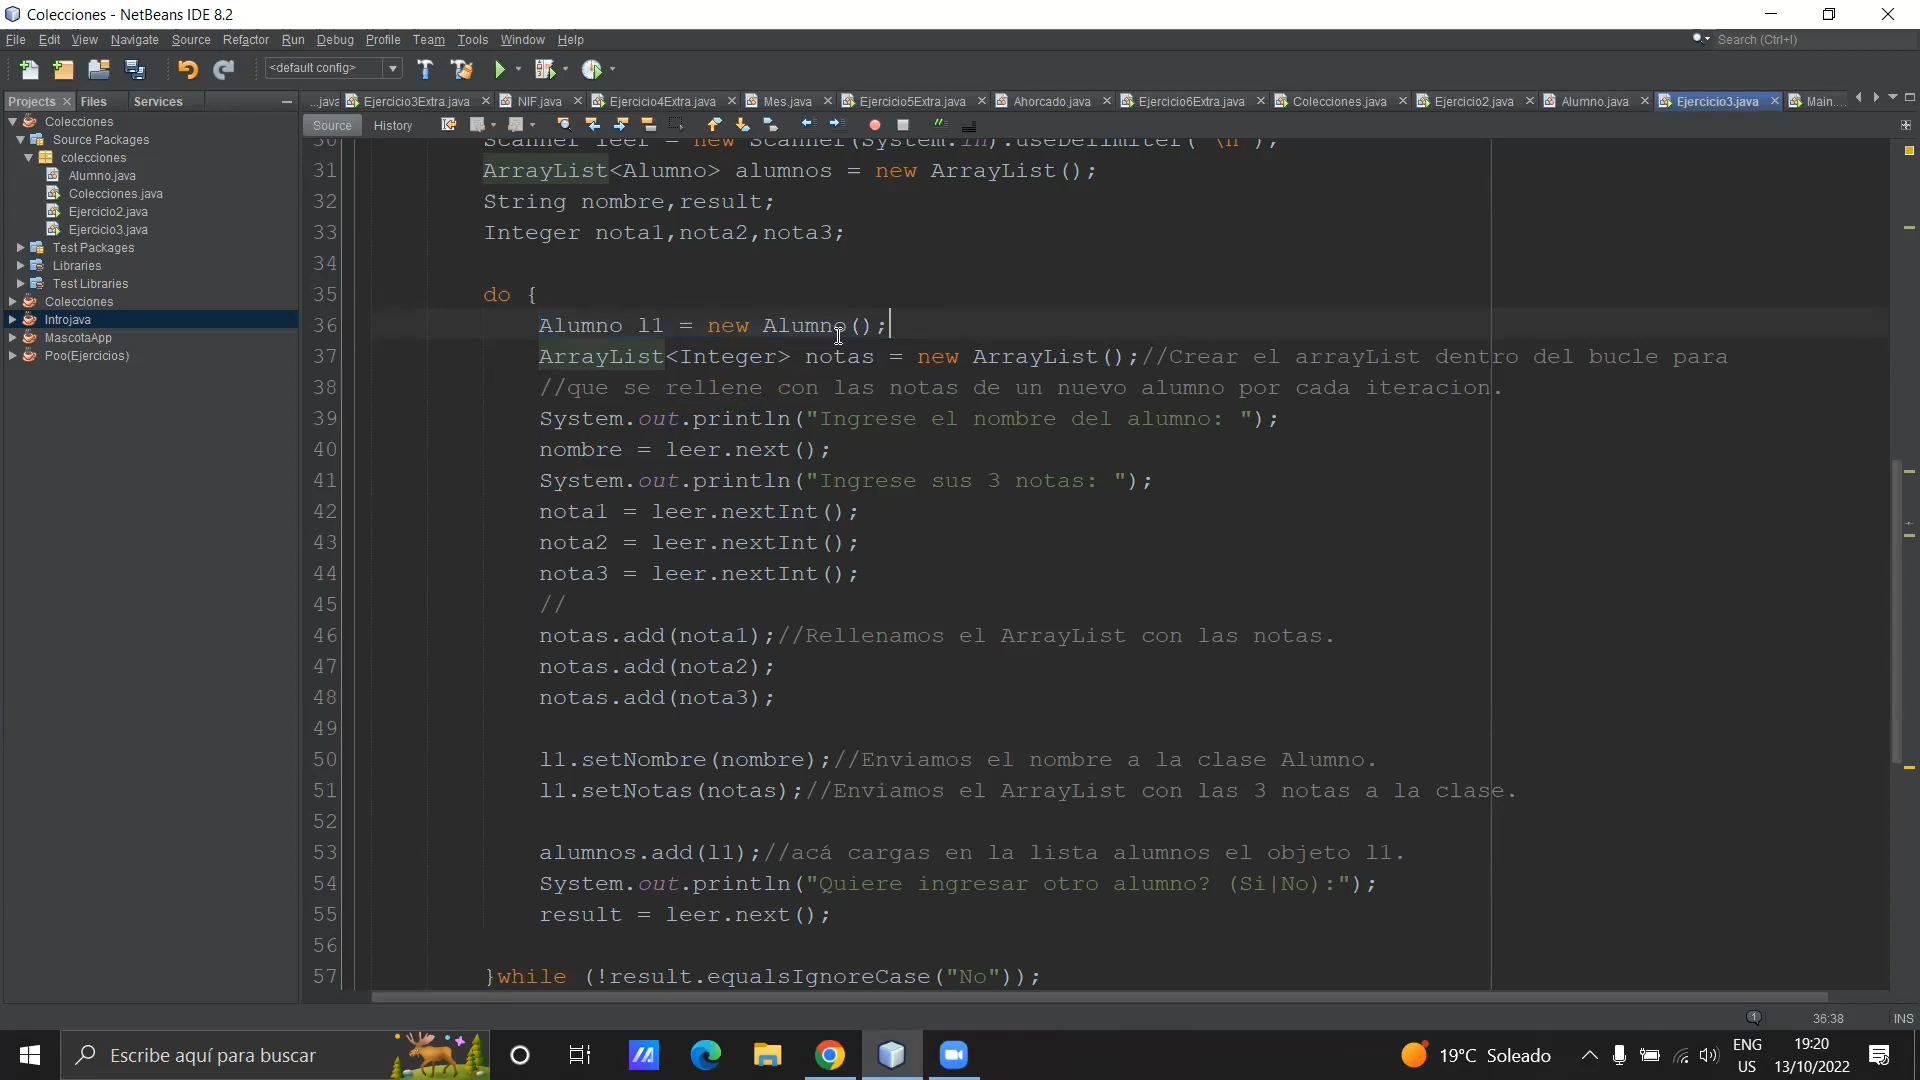 Colecciones - NetBeans IDE 8.2
File Edit View Navigate Source Refactor Run Debug Profile Team Tools Window Help
Search (Ctrl+I)
<default config>
Projects Files Services
...java Ejercicio3Extra.java NIF.java Ejercicio4Extra.java Mes.java Ejercicio5Extra.java Ahorcado.java Ejercicio6Extra.java Colecciones.java Ejercicio2.java Alumno.java Ejercicio3.java Main...
Source History
Colecciones
Source Packages
colecciones
Alumno.java
Colecciones.java
Ejercicio2.java
Ejercicio3.java
Test Packages
Libraries
Test Libraries
Colecciones
Introjava
MascotaApp
Poo(Ejercicios)
30 Scanner leer = new Scanner(System.in).useDelimiter("\n");
31 ArrayList<Alumno> alumnos = new ArrayList();
32 String nombre,result;
33 Integer nota1,nota2,nota3;
34
35 do {
36 Alumno l1 = new Alumno();
37 ArrayList<Integer> notas = new ArrayList();//Crear el arrayList dentro del bucle para
38 //que se rellene con las notas de un nuevo alumno por cada iteracion.
39 System.out.println("Ingrese el nombre del alumno: ");
40 nombre = leer.next();
41 System.out.println("Ingrese sus 3 notas: ");
42 nota1 = leer.nextInt();
43 nota2 = leer.nextInt();
44 nota3 = leer.nextInt();
45 //
46 notas.add(nota1);//Rellenamos el ArrayList con las notas.
47 notas.add(nota2);
48 notas.add(nota3);
49
50 l1.setNombre(nombre);//Enviamos el nombre a la clase Alumno.
51 l1.setNotas(notas);//Enviamos el ArrayList con las 3 notas a la clase.
52
53 alumnos.add(l1);//acá cargas en la lista alumnos el objeto l1.
54 System.out.println("Quiere ingresar otro alumno? (Si|No):");
55 result = leer.next();
56
57 }while (!result.equalsIgnoreCase("No"));
1 36:38 INS
Escribe aquí para buscar
19°C Soleado
ENG
US
19:20
13/10/2022